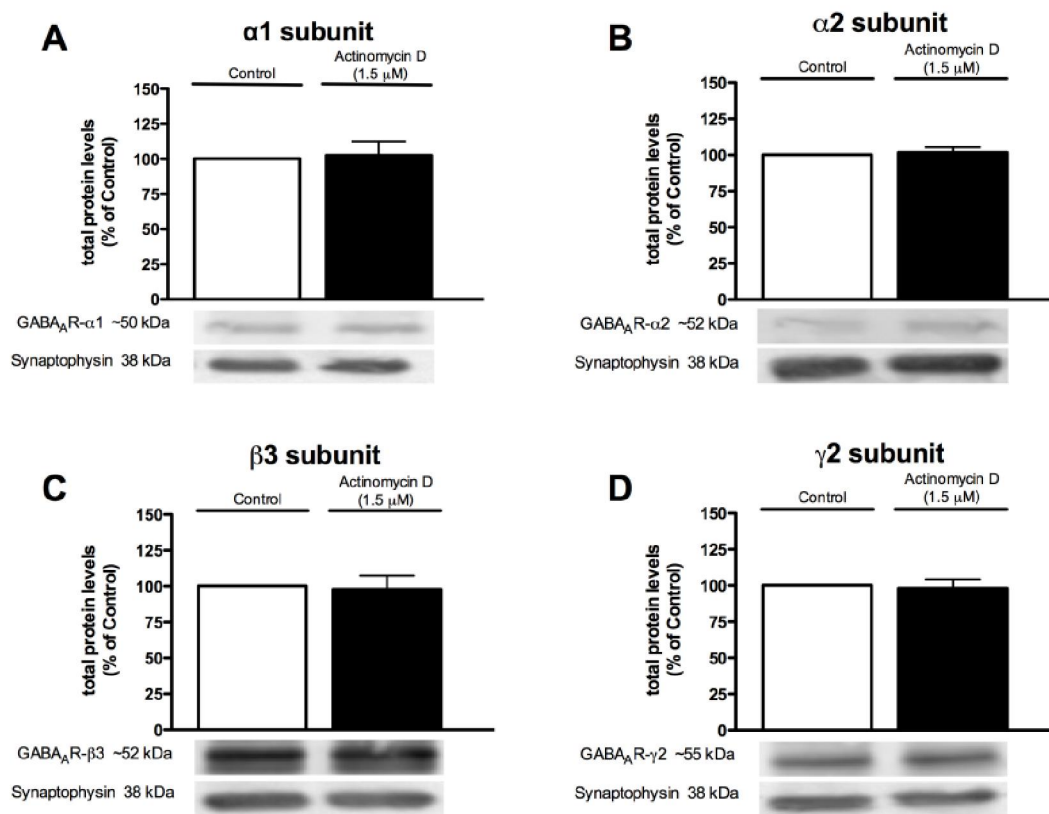 A
α1 subunit
Control
Actinomycin D
(1.5 μM)
total protein levels
(% of Control)
150
125
100
75
50
25
0
GABA_AR-α1 ~50 kDa
Synaptophysin 38 kDa
B
α2 subunit
Control
Actinomycin D
(1.5 μM)
total protein levels
(% of Control)
150
125
100
75
50
25
0
GABA_AR-α2 ~52 kDa
Synaptophysin 38 kDa
C
β3 subunit
Control
Actinomycin D
(1.5 μM)
total protein levels
(% of Control)
150
125
100
75
50
25
0
GABA_AR-β3 ~52 kDa
Synaptophysin 38 kDa
D
γ2 subunit
Control
Actinomycin D
(1.5 μM)
total protein levels
(% of Control)
150
125
100
75
50
25
0
GABA_AR-γ2 ~55 kDa
Synaptophysin 38 kDa